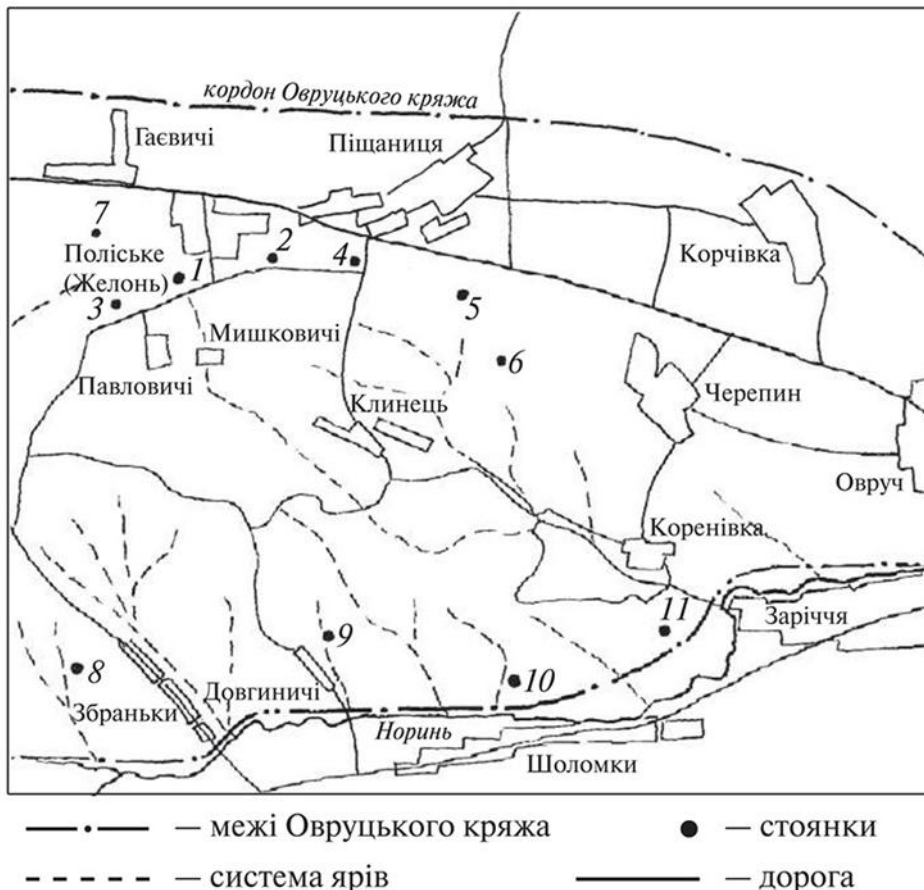 кордон Овруцького кряжа
Гаєвичі
Піщаниця
7
Корчівка
Поліське
(Желонь)
1
2
4
3
5
Мишковичі
6
Павловичі
Клинець
Черепин
Овруч
Коренівка
Заріччя
11
9
8
10
Збраньки
Довгиничі
Норинь
Шоломки
— межі Овруцького кряжа
— стоянки
— система ярів
— дорога